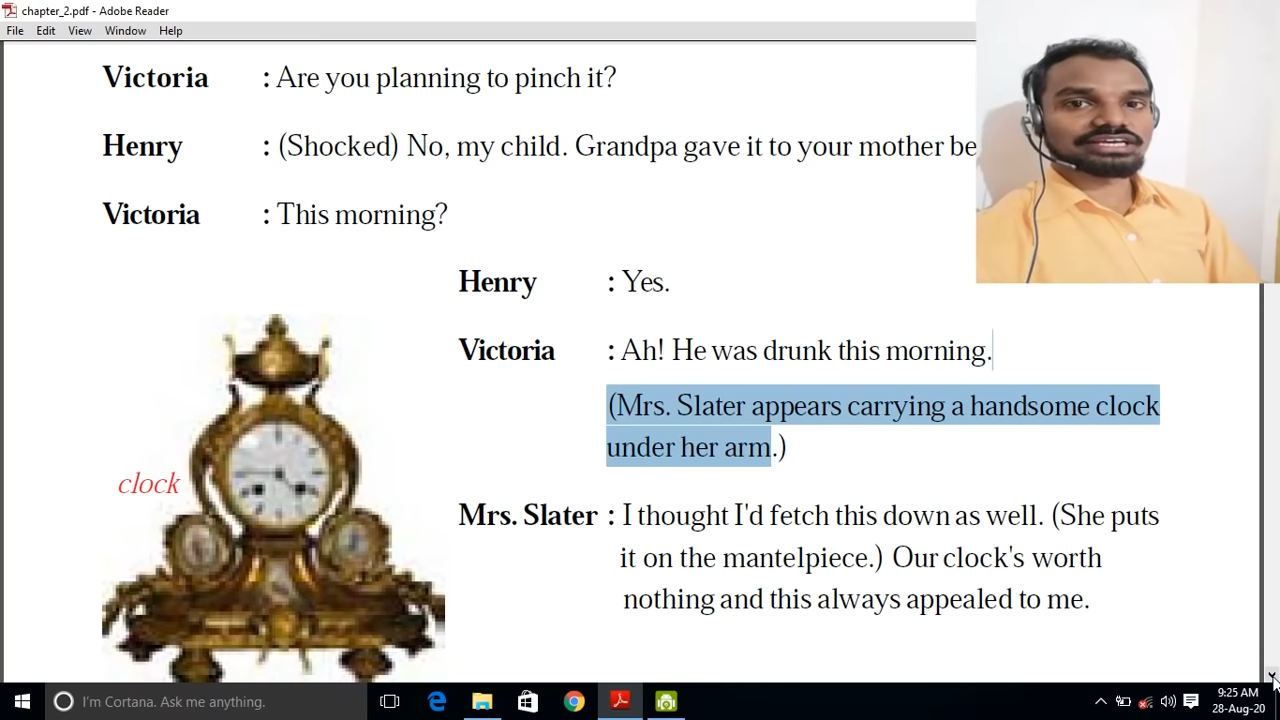 chapter_2.pdf - Adobe Reader
File Edit View Window Help
Victoria : Are you planning to pinch it?
Henry : (Shocked) No, my child. Grandpa gave it to your mother be
Victoria : This morning?
Henry : Yes.
Victoria : Ah! He was drunk this morning.
(Mrs. Slater appears carrying a handsome clock
under her arm.)
clock
Mrs. Slater : I thought I'd fetch this down as well. (She puts
it on the mantelpiece.) Our clock's worth
nothing and this always appealed to me.
I'm Cortana. Ask me anything.
9:25 AM
28-Aug-20